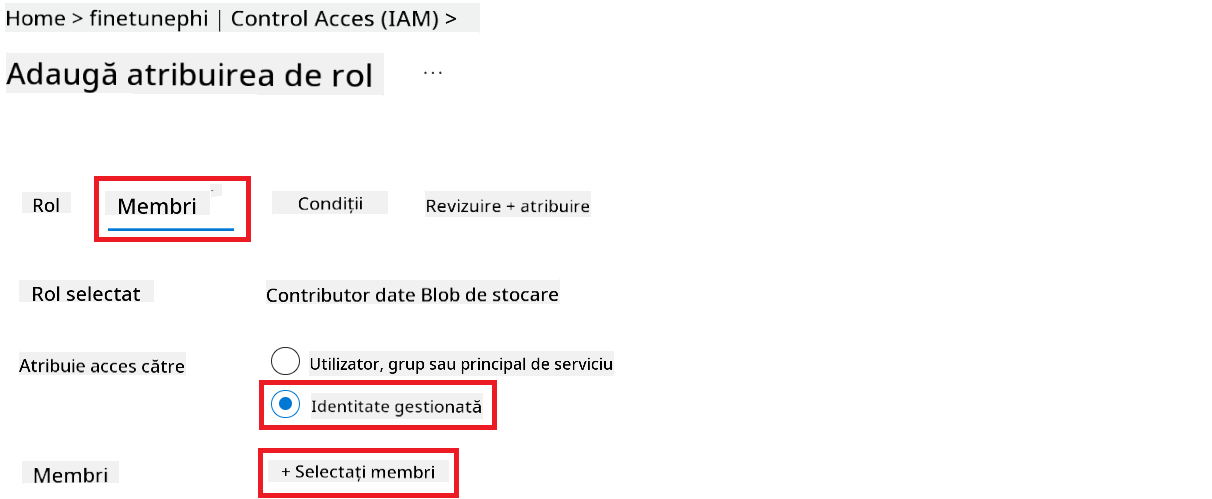 Home > finetunephi | Control Acces (IAM) >
Adaugă atribuirea de rol ...
Rol Membri Condiții Revizuire + atribuire
Rol selectat Contributor date Blob de stocare
Atribuie acces către Utilizator, grup sau principal de serviciu
Identitate gestionată
Membri + Selectați membri